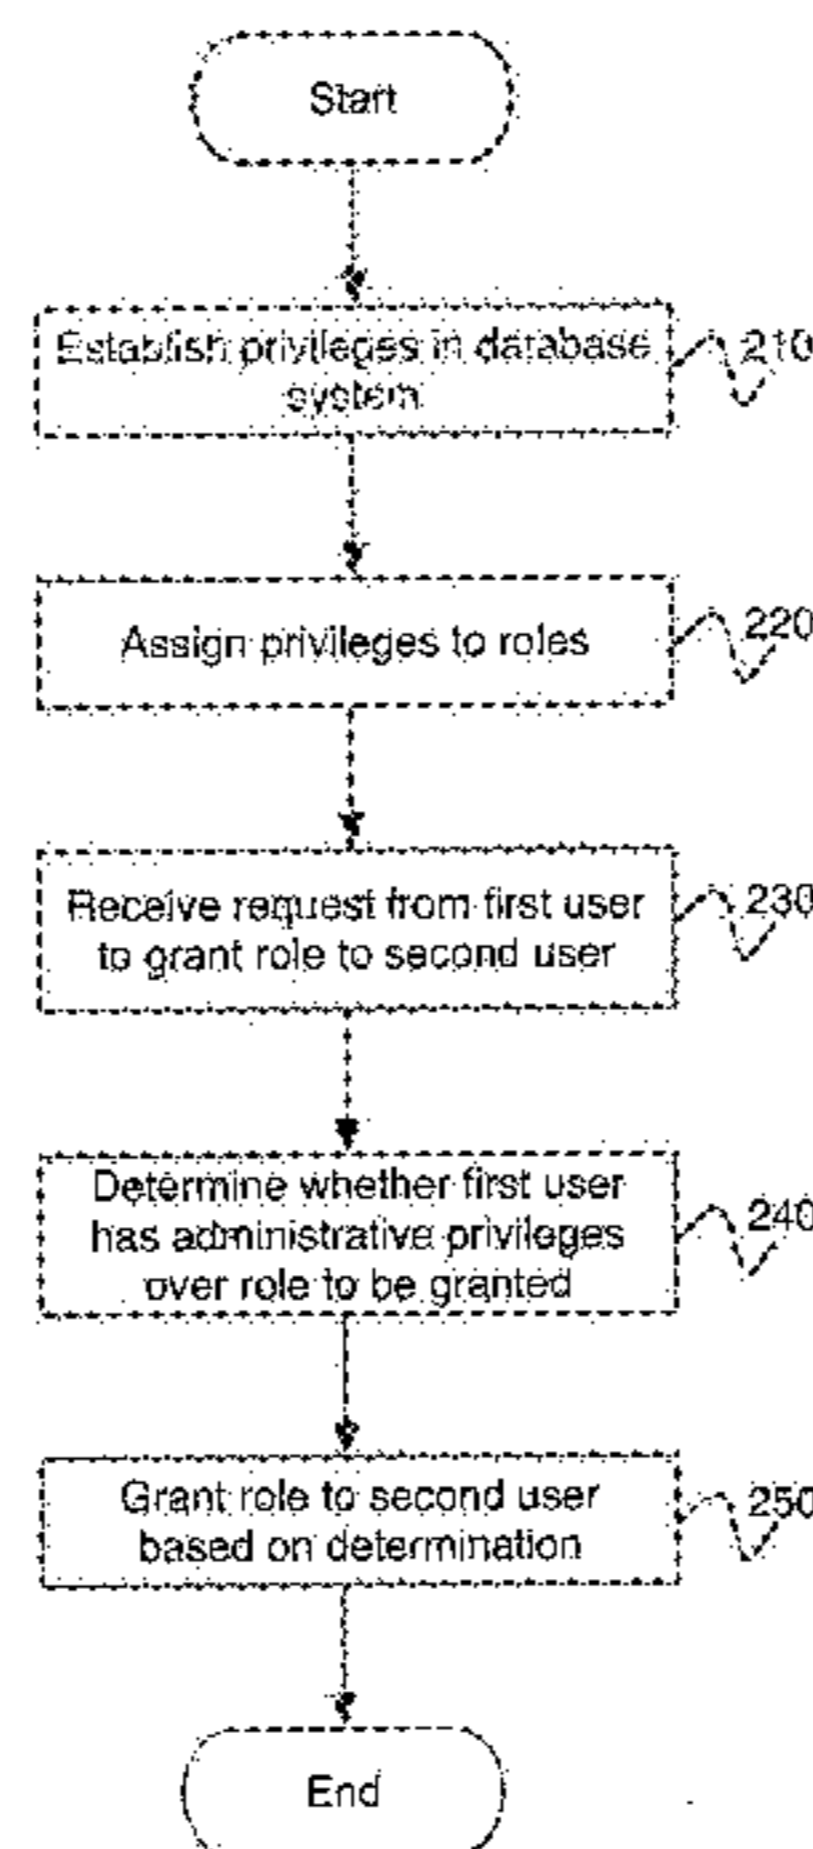 Start
Establish privileges in database
system
210
Assign privileges to roles
220
Receive request from first user
to grant role to second user
230
Determine whether first user
has administrative privileges
over role to be granted
240
Grant role to second user
based on determination
250
End